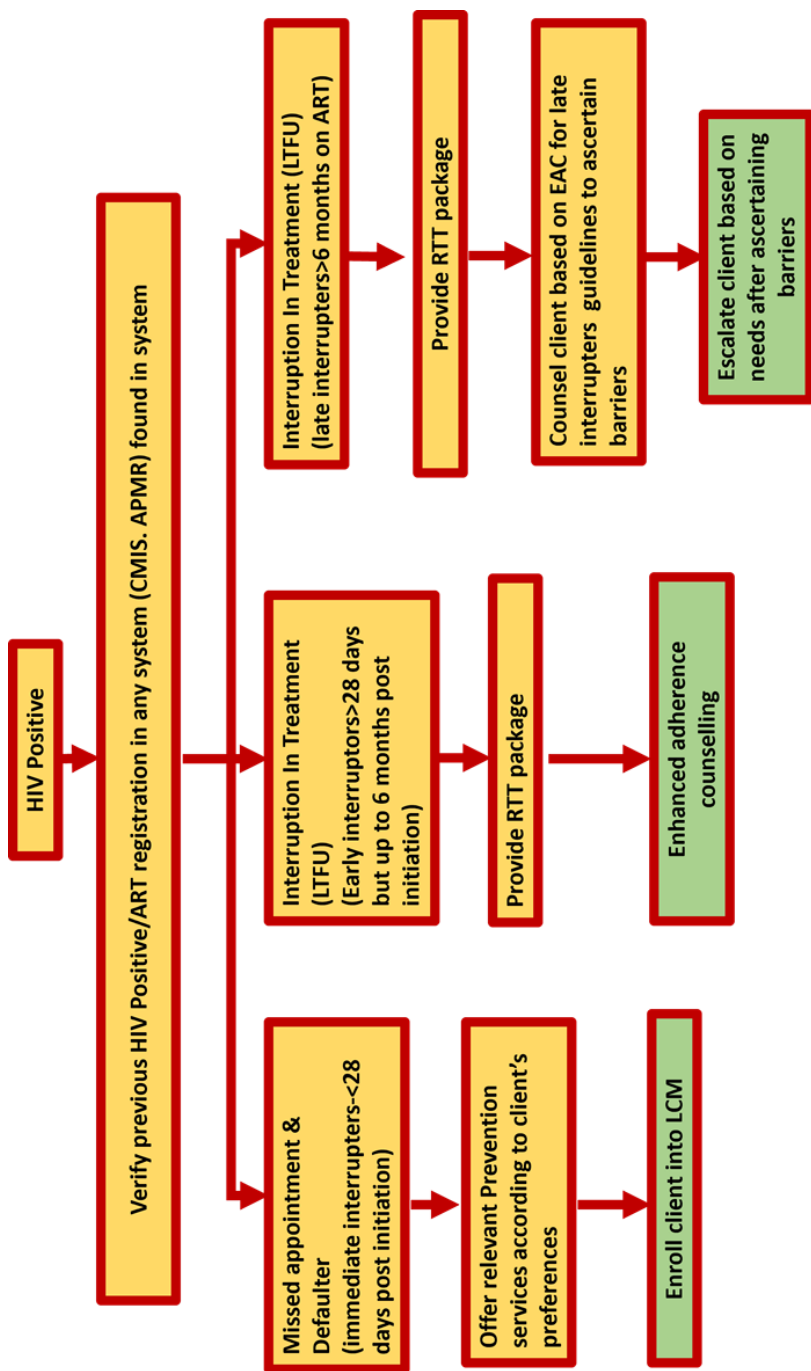 HIV Positive
Verify previous HIV Positive/ART registration in any system (CMIS. APMR) found in system
Missed appointment &
Defaulter
(immediate interrupters-<28
days post initiation)
Offer relevant Prevention
services according to client's
preferences
Enroll client into LCM
Interruption In Treatment
(LTFU)
(Early interruptors>28 days
but up to 6 months post
initiation)
Provide RTT package
Enhanced adherence
counselling
Interruption In Treatment (LTFU)
(late interrupters>6 months on ART)
Provide RTT package
Counsel client based on EAC for late
interrupters guidelines to ascertain
barriers
Escalate client based on
needs after ascertaining
barriers